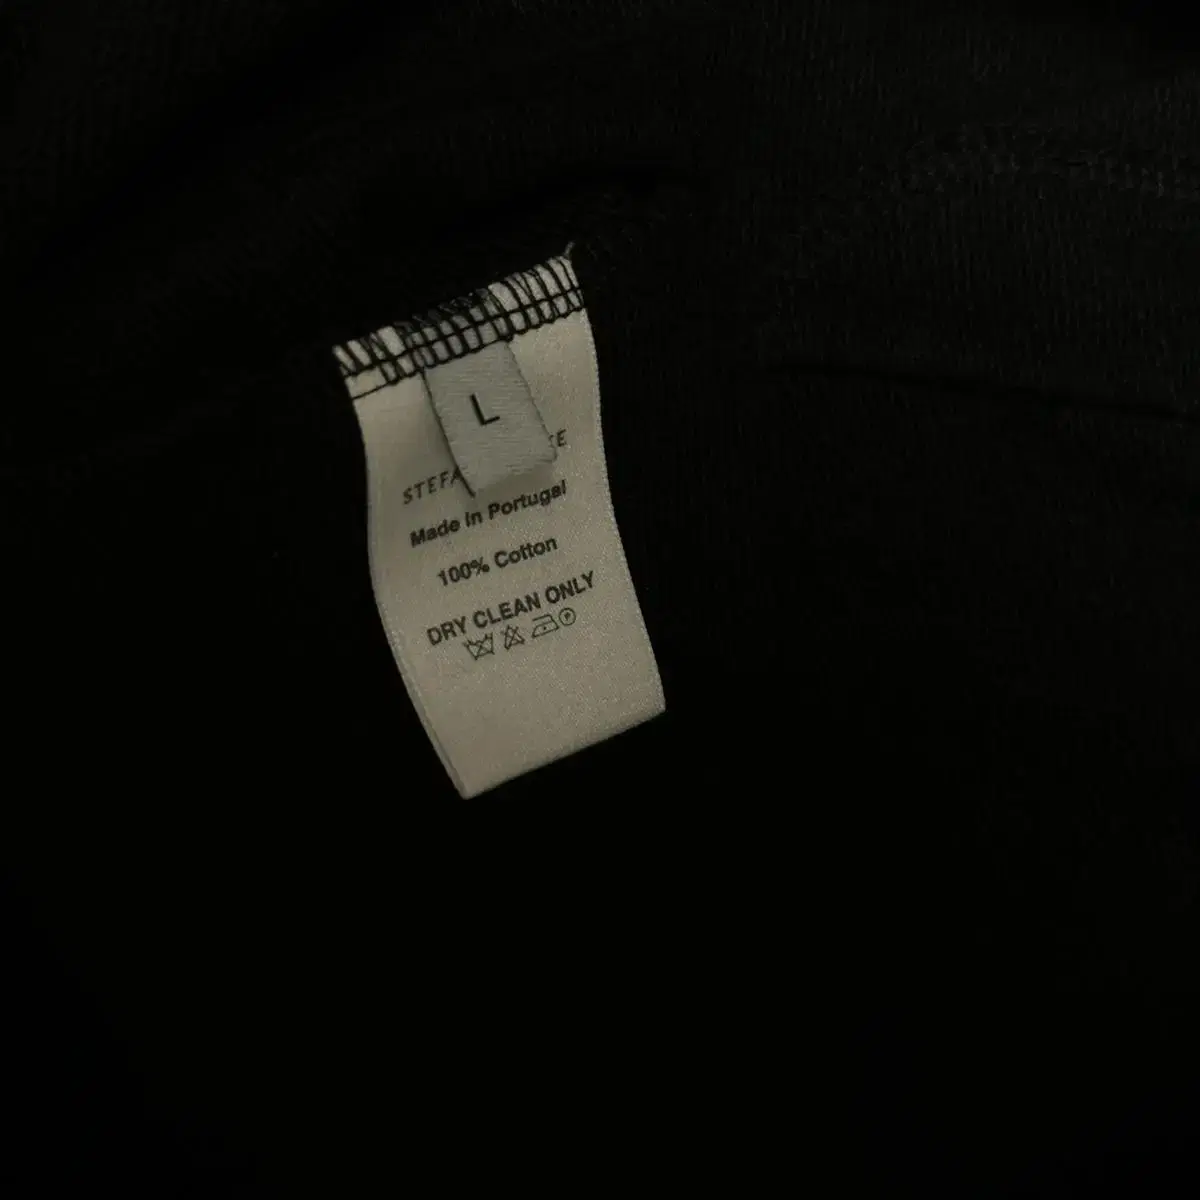 L
Made in Portugal
100% Cotton
DRY CLEAN ONLY